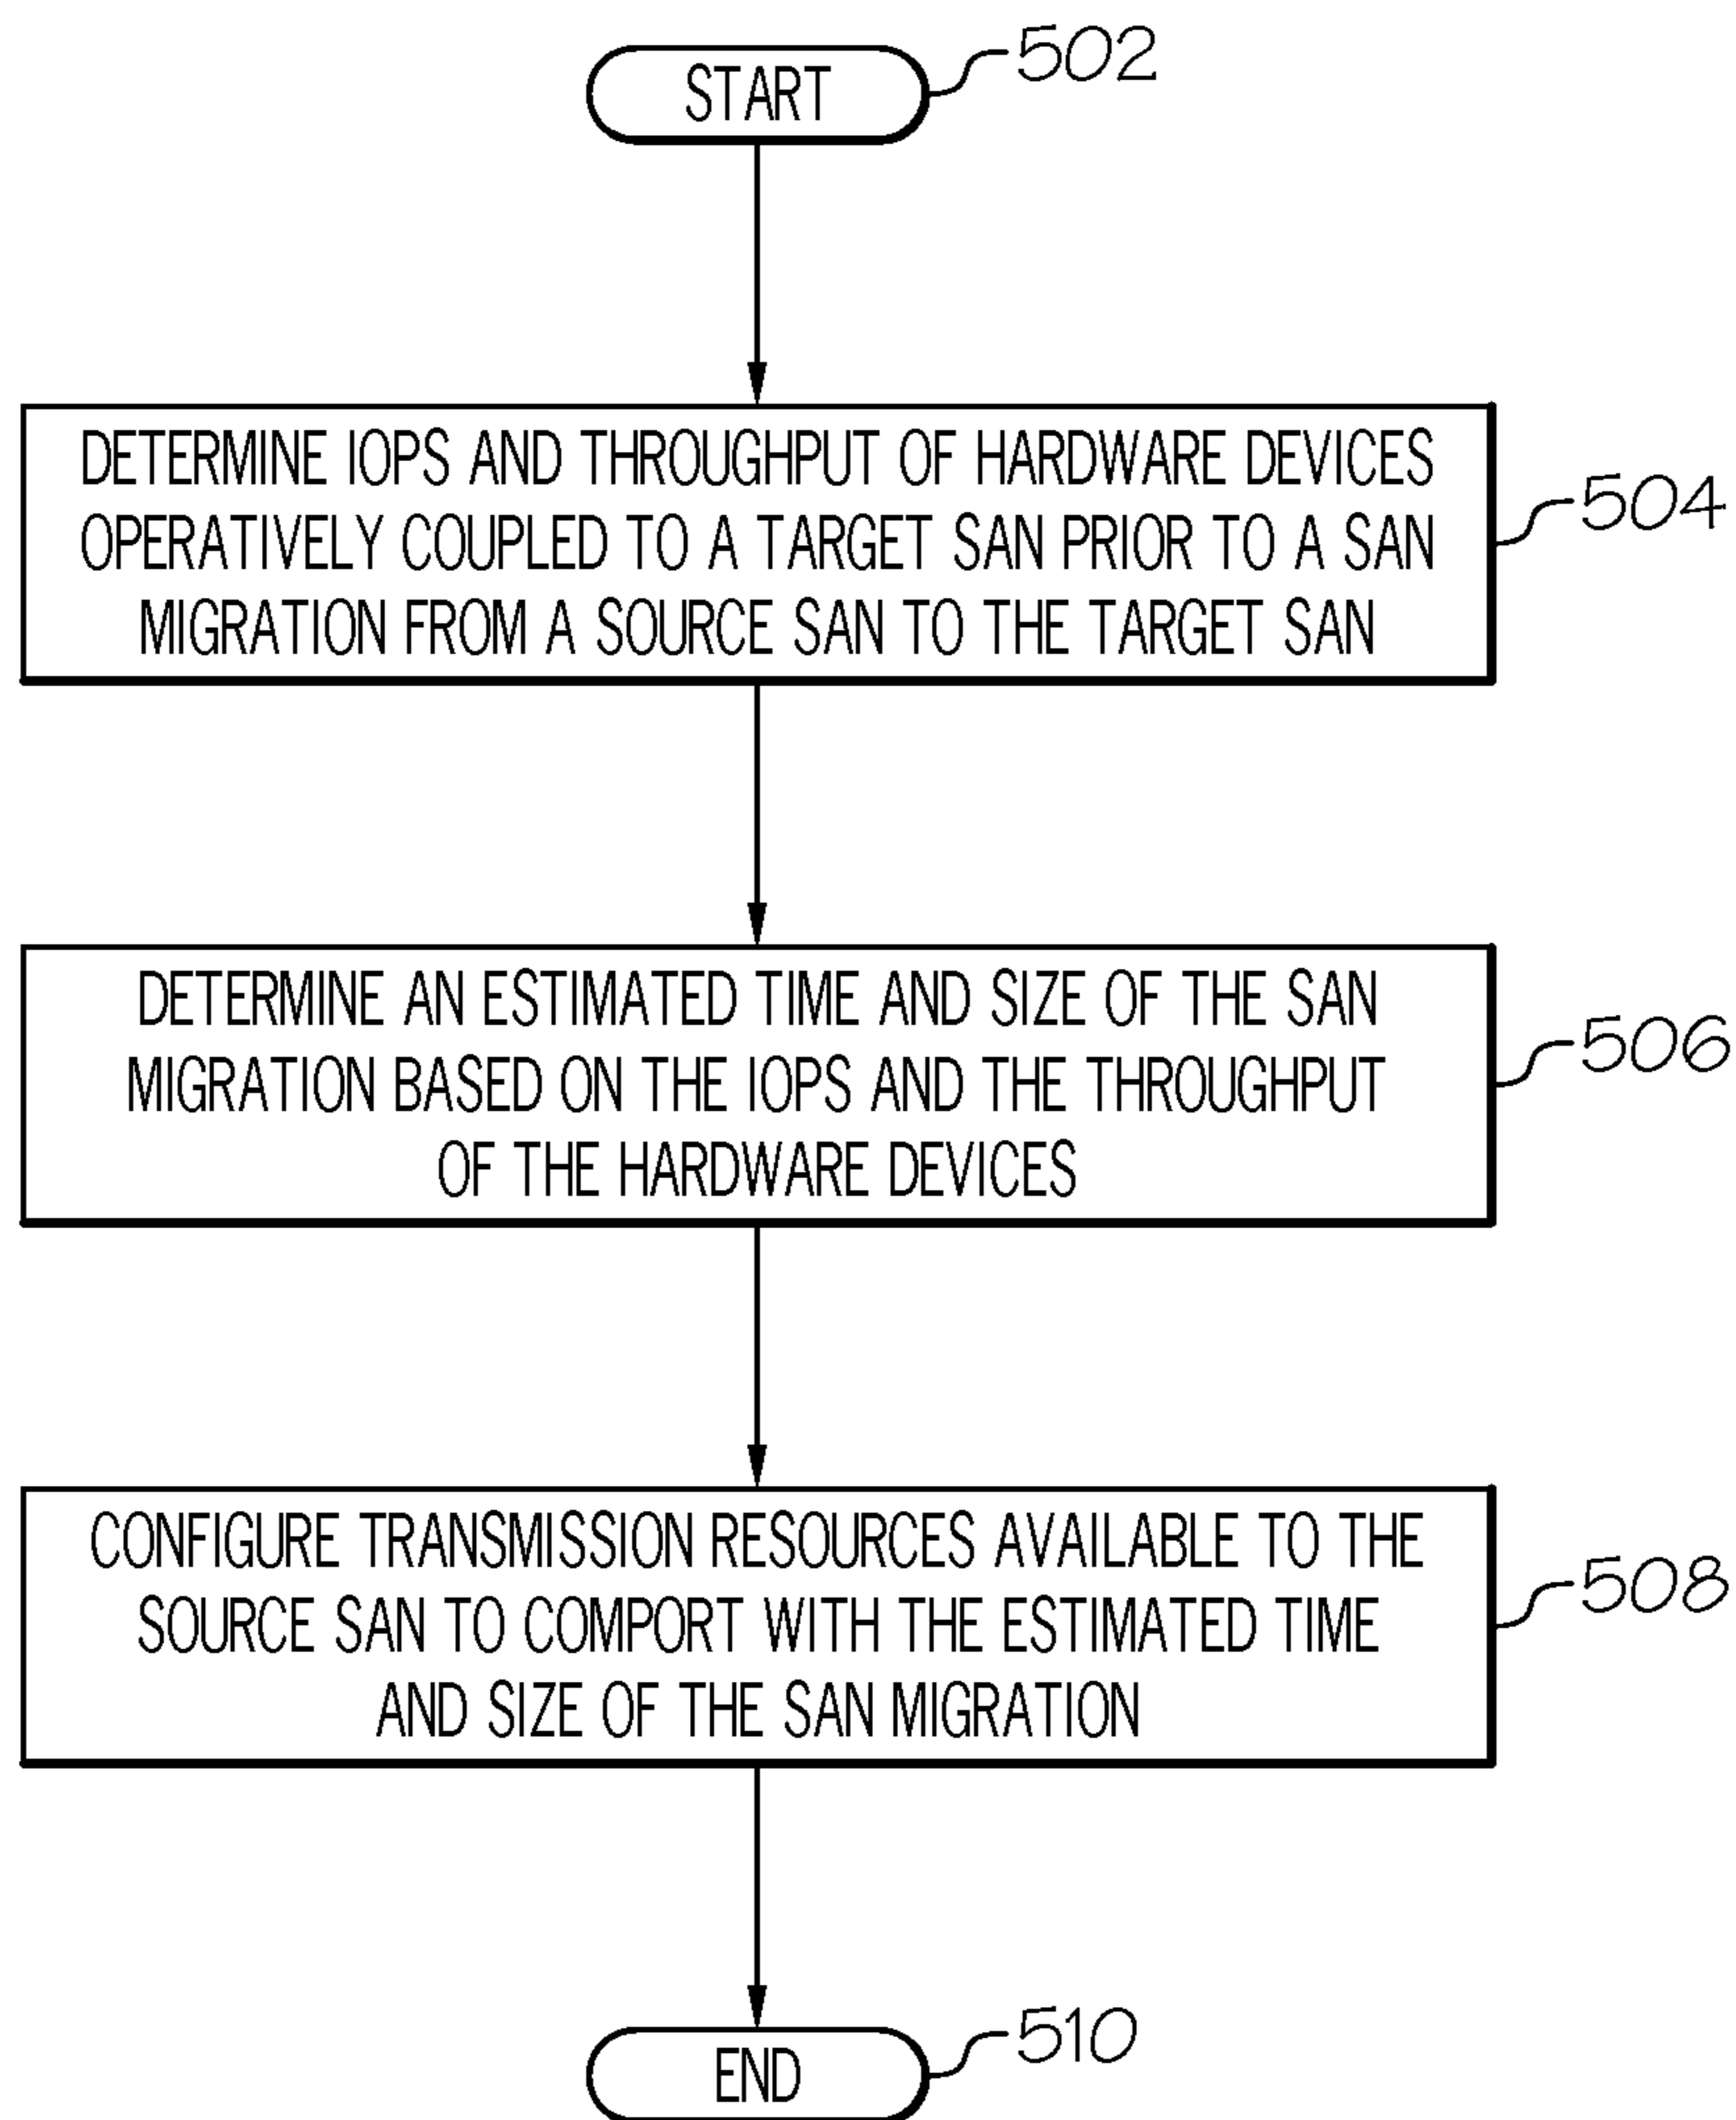 START
502
DETERMINE IOPS AND THROUGHPUT OF HARDWARE DEVICES
OPERATIVELY COUPLED TO A TARGET SAN PRIOR TO A SAN
MIGRATION FROM A SOURCE SAN TO THE TARGET SAN
504
DETERMINE AN ESTIMATED TIME AND SIZE OF THE SAN
MIGRATION BASED ON THE IOPS AND THE THROUGHPUT
OF THE HARDWARE DEVICES
506
CONFIGURE TRANSMISSION RESOURCES AVAILABLE TO THE
SOURCE SAN TO COMPORT WITH THE ESTIMATED TIME
AND SIZE OF THE SAN MIGRATION
508
END
510